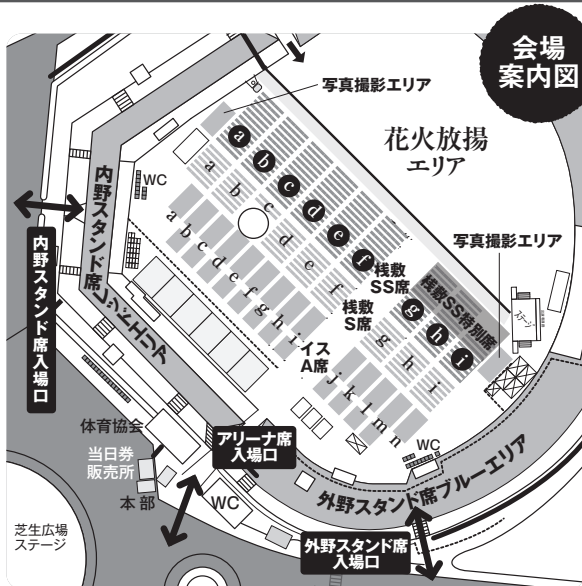 会場
案内図
写真撮影エリア
花火放揚
エリア
写真撮影エリア
WC
内野スタンド席レッドエリア
内野スタンド席入場口
a
b
c
d
e
f
桟敷
SS席
g
h
i
桟敷SS特別席
ステージ
a
b
c
d
e
f
桟敷
S席
g
h
i
a
b
c
d
e
f
g
h
i
イス
A席
j
k
l
m
n
WC
体育協会
当日券
販売所
本部
アリーナ席
入場口
WC
外野スタンド席ブルーエリア
外野スタンド席
入場口
芝生広場
ステージ